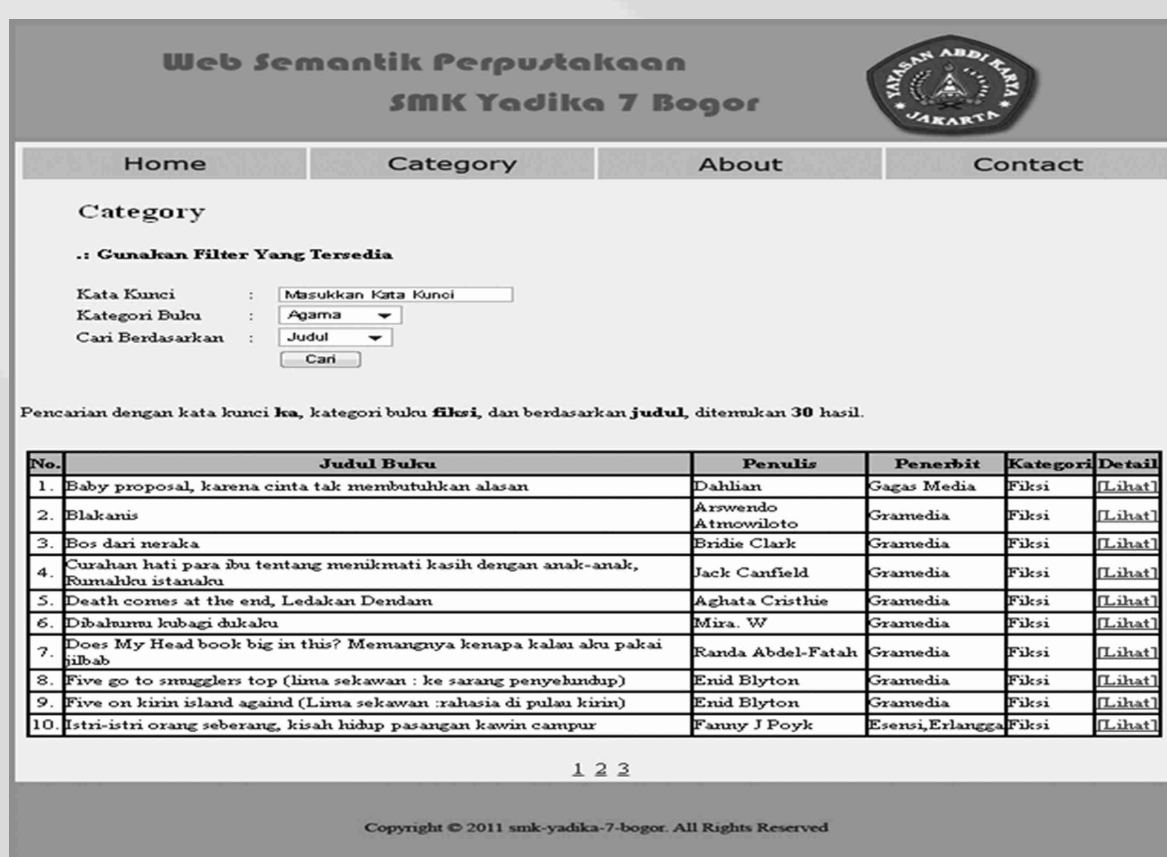 Web Semantik Perpustakaan
SMK Yadika 7 Bogor
YAYASAN ABDI KARYA
JAKARTA
Home Category About Contact
Category
.: Gunakan Filter Yang Tersedia
Kata Kunci : Masukkan Kata Kunci
Kategori Buku : Agama
Cari Berdasarkan : Judul
Cari
Pencarian dengan kata kunci ka, kategori buku fiksi, dan berdasarkan judul, ditemukan 30 hasil.
No. Judul Buku Penulis Penerbit Kategori Detail
1. Baby proposal, karena cinta tak membutuhkan alasan Dahlian Gagas Media Fiksi [Lihat]
2. Blakanis Arswendo Atmowiloto Gramedia Fiksi [Lihat]
3. Bos dari neraka Bridie Clark Gramedia Fiksi [Lihat]
4. Curahan hati para ibu tentang menikmati kasih dengan anak-anak,
Rumahku istanaku Jack Canfield Gramedia Fiksi [Lihat]
5. Death comes at the end, Ledakan Dendam Aghata Cristhie Gramedia Fiksi [Lihat]
6. Dibahumu kubagi dukaku Mira. W Gramedia Fiksi [Lihat]
7. Does My Head book big in this? Memangnya kenapa kalau aku pakai
jilbab Randa Abdel-Fatah Gramedia Fiksi [Lihat]
8. Five go to smugglers top (lima sekawan : ke sarang penyelundup) Enid Blyton Gramedia Fiksi [Lihat]
9. Five on kirin island againd (Lima sekawan :rahasia di pulau kirin) Enid Blyton Gramedia Fiksi [Lihat]
10. Istri-istri orang seberang, kisah hidup pasangan kawin campur Fanny J Poyk Esensi,Erlangga Fiksi [Lihat]
1 2 3
Copyright © 2011 smk-yadika-7-bogor. All Rights Reserved